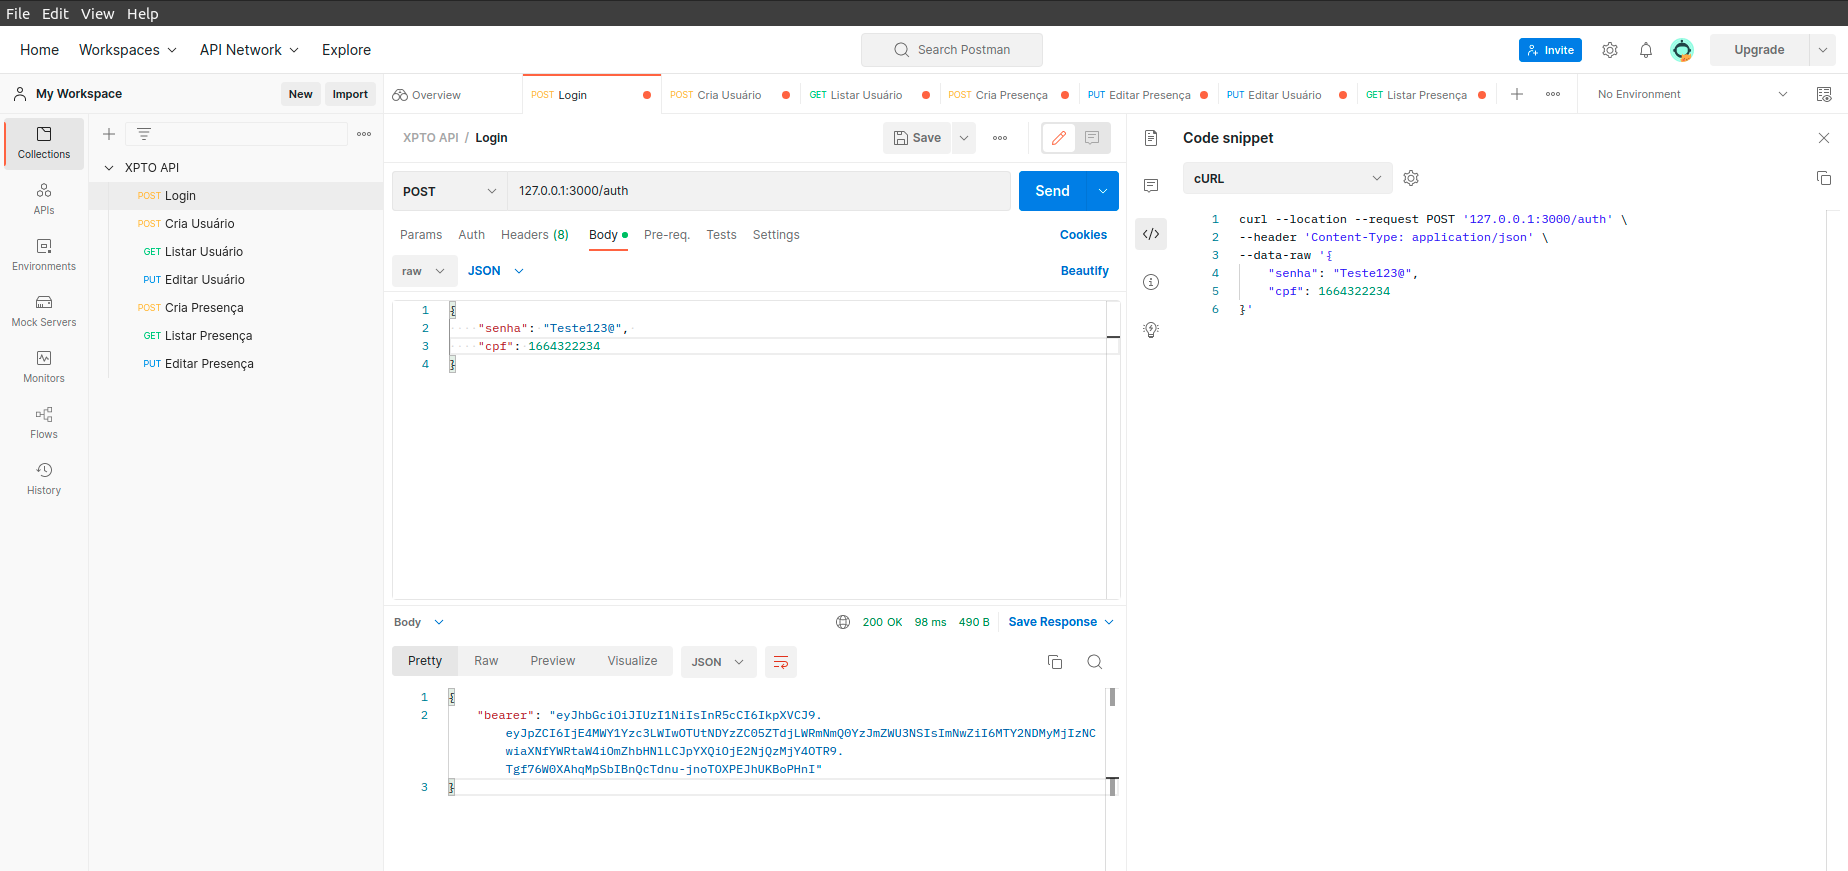 File Edit View Help
Home Workspaces API Network Explore
Search Postman
Invite
Upgrade
My Workspace
New
Import
Overview
POST Login
POST Cria Usuário
GET Listar Usuário
POST Cria Presença
PUT Editar Presença
PUT Editar Usuário
GET Listar Presença
No Environment
Collections
APIs
Environments
Mock Servers
Monitors
Flows
History
XPTO API
POST Login
POST Cria Usuário
GET Listar Usuário
PUT Editar Usuário
POST Cria Presença
GET Listar Presença
PUT Editar Presença
XPTO API / Login
Save
POST
127.0.0.1:3000/auth
Send
Params Auth Headers (8) Body Pre-req. Tests Settings
Cookies
raw
JSON
Beautify
1 {
2 "senha": "Teste123@",
3 "cpf": 1664322234
4 }
Body
200 OK 98 ms 490 B
Save Response
Pretty Raw Preview Visualize
JSON
1 {
2 "bearer": "eyJhbGciOiJIUzI1NiIsInR5cCI6IkpXVCJ9.
eyJpZCI6IjE4MWY1Yzc3LWIwOTUtNDYzZC05ZTdjLWRmNmQ0YzJmZWU3NSIsImNwZiI6MTY2NDMyMjIzNC
wiaXNfYWRtaW4iOmZhbHNlLCJpYXQiOjE2NjQzMjY4OTR9.
Tgf76W0XAhqMpSbIBnQcTdnu-jnoTOXPEJhUKBoPHnI"
3 }
Code snippet
cURL
1 curl --location --request POST '127.0.0.1:3000/auth' \
2 --header 'Content-Type: application/json' \
3 --data-raw '{
4 "senha": "Teste123@",
5 "cpf": 1664322234
6 }'